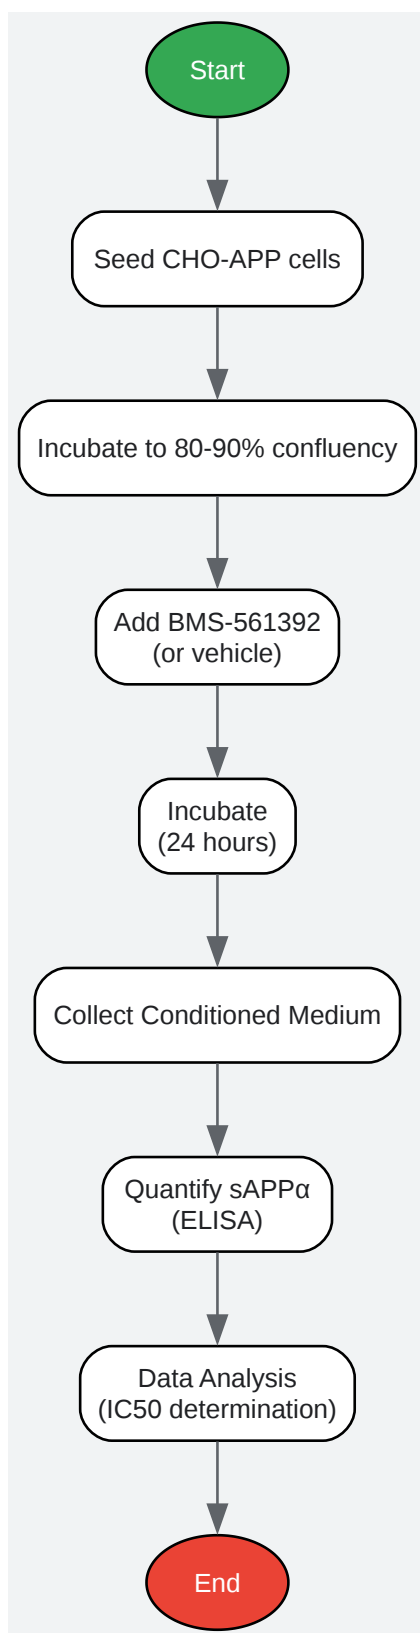 Start
Seed CHO-APP cells
Incubate to 80-90% confluency
Add BMS-561392
(or vehicle)
Incubate
(24 hours)
Collect Conditioned Medium
Quantify sAPPα
(ELISA)
Data Analysis
(IC50 determination)
End